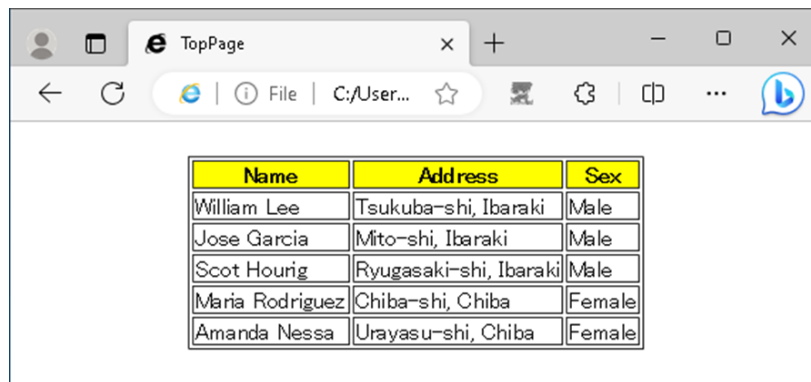 TopPage
File C:/User...
Name Address Sex
William Lee Tsukuba-shi, Ibaraki Male
Jose Garcia Mito-shi, Ibaraki Male
Scot Hourig Ryugasaki-shi, Ibaraki Male
Maria Rodriguez Chiba-shi, Chiba Female
Amanda Nessa Urayasu-shi, Chiba Female